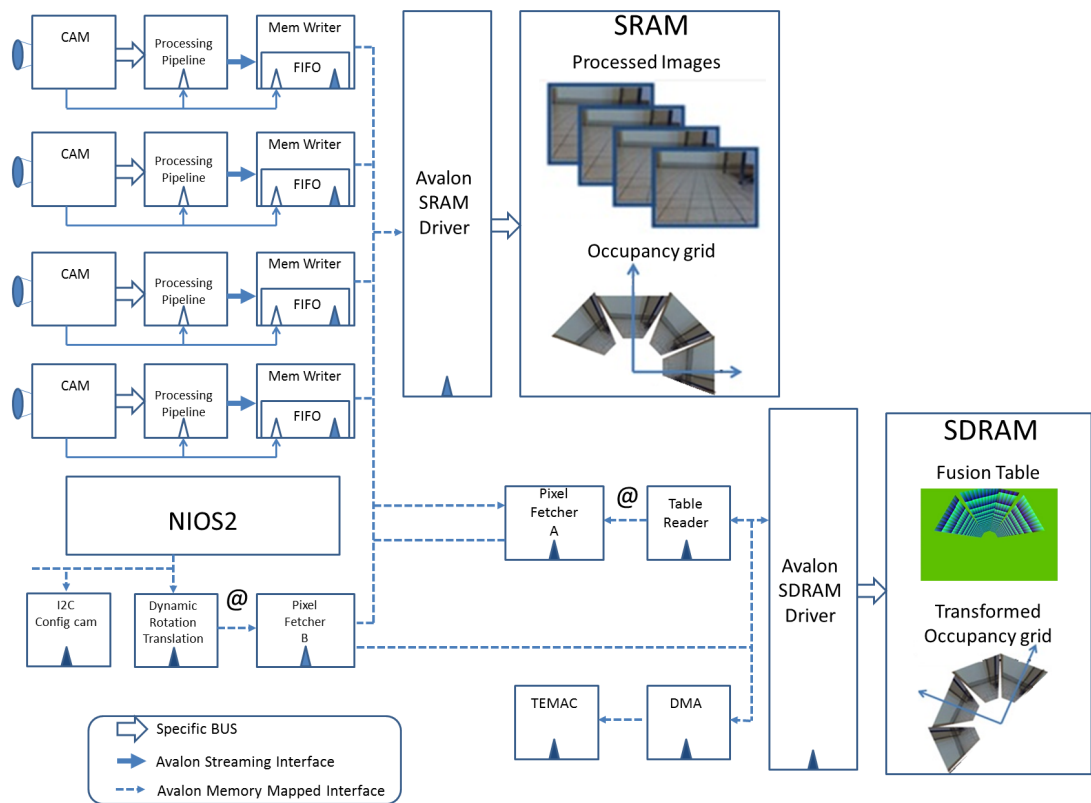 CAM
Processing
Pipeline
Mem Writer
FIFO
CAM
Processing
Pipeline
Mem Writer
FIFO
CAM
Processing
Pipeline
Mem Writer
FIFO
CAM
Processing
Pipeline
Mem Writer
FIFO
Avalon
SRAM
Driver
SRAM
Processed Images
Occupancy grid
NIOS2
I2C
Config cam
Dynamic
Rotation
Translation
@
Pixel
Fetcher
B
Pixel
Fetcher
A
@
Table
Reader
TEMAC
DMA
Avalon
SDRAM
Driver
SDRAM
Fusion Table
Transformed
Occupancy grid
Specific BUS
Avalon Streaming Interface
Avalon Memory Mapped Interface